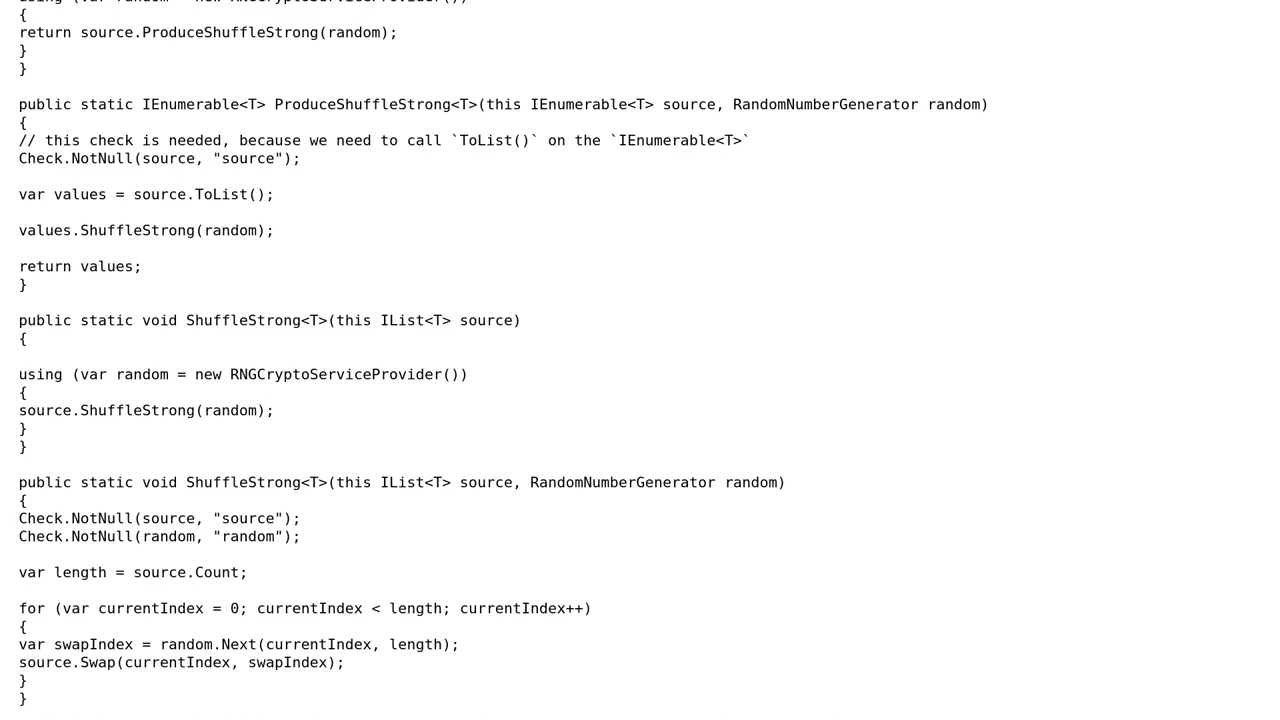 {
return source.ProduceShuffleStrong(random);
}
}
public static IEnumerable<T> ProduceShuffleStrong<T>(this IEnumerable<T> source, RandomNumberGenerator random)
{
// this check is needed, because we need to call `ToList()` on the `IEnumerable<T>`
Check.NotNull(source, "source");
var values = source.ToList();
values.ShuffleStrong(random);
return values;
}
public static void ShuffleStrong<T>(this IList<T> source)
{
using (var random = new RNGCryptoServiceProvider())
{
source.ShuffleStrong(random);
}
}
public static void ShuffleStrong<T>(this IList<T> source, RandomNumberGenerator random)
{
Check.NotNull(source, "source");
Check.NotNull(random, "random");
var length = source.Count;
for (var currentIndex = 0; currentIndex < length; currentIndex++)
{
var swapIndex = random.Next(currentIndex, length);
source.Swap(currentIndex, swapIndex);
}
}